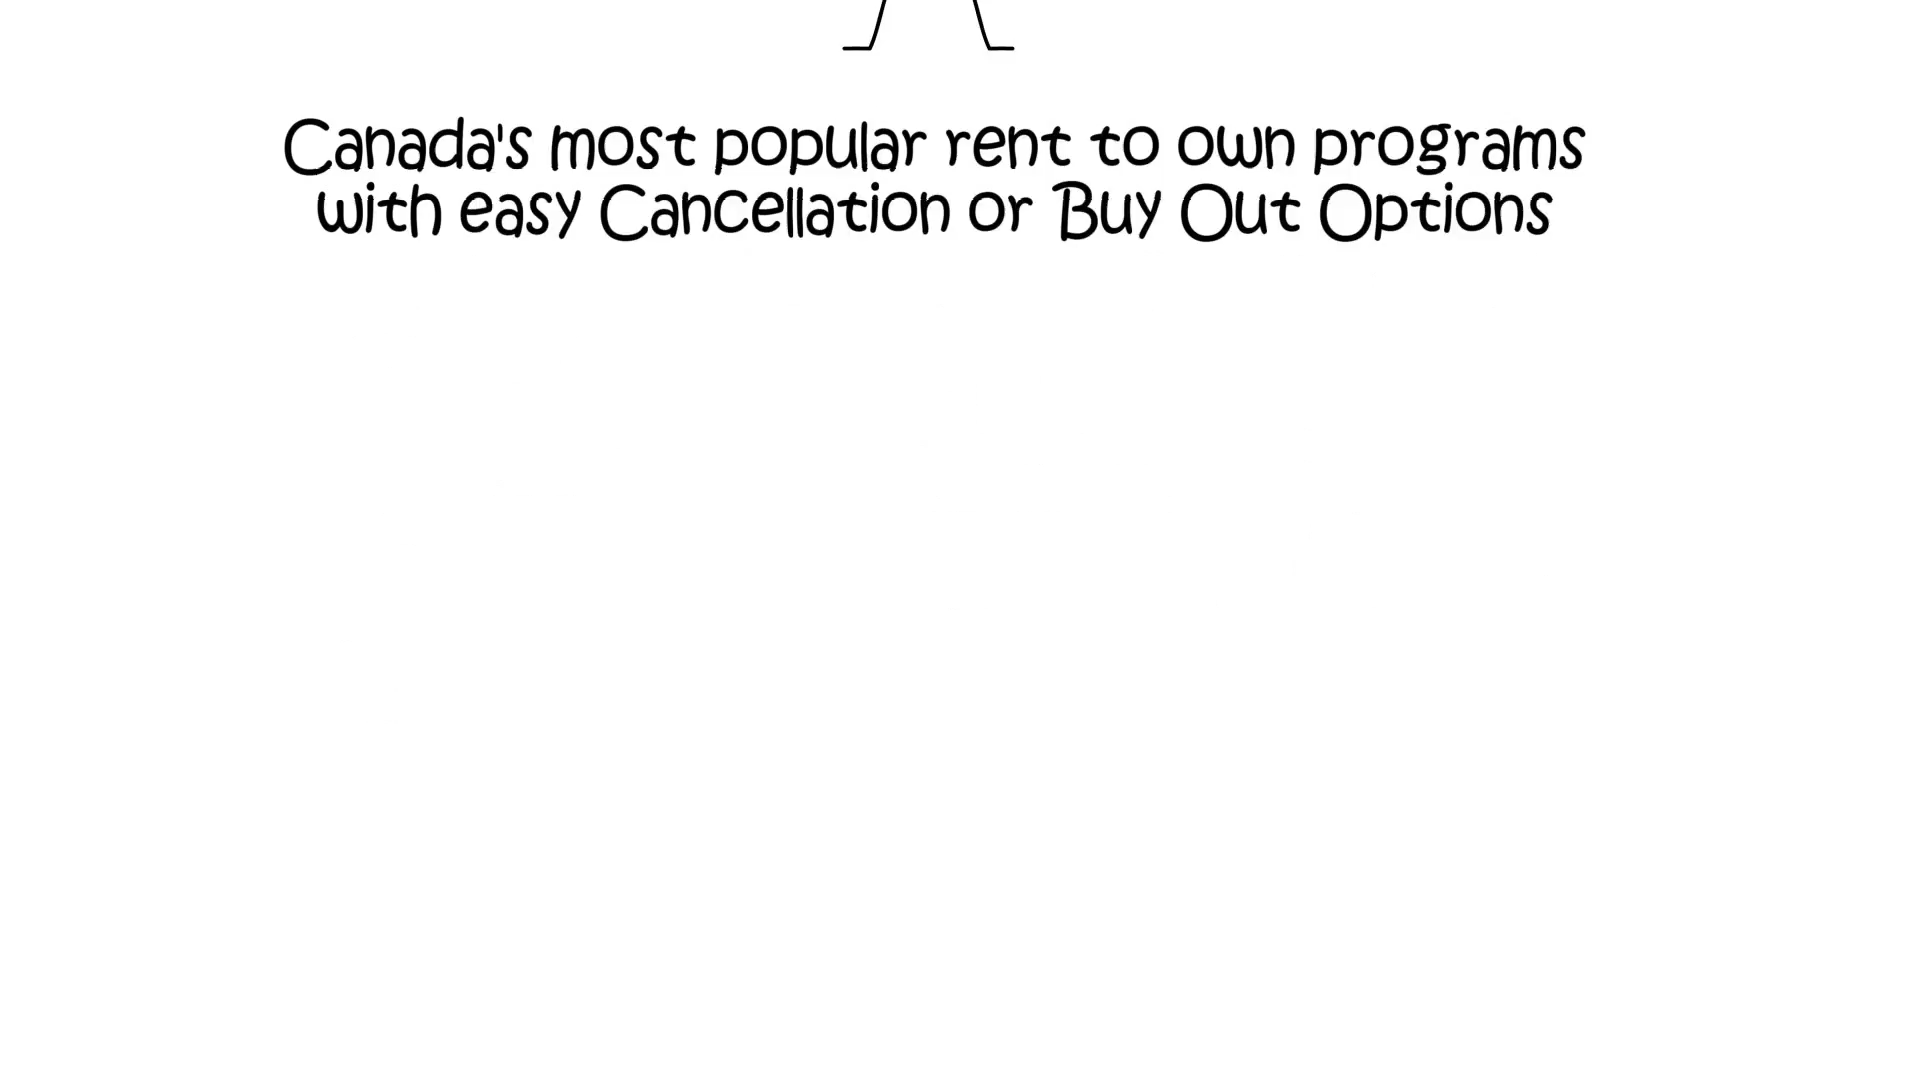 Canada's most popular rent to own programs
with easy Cancellation or Buy Out Options